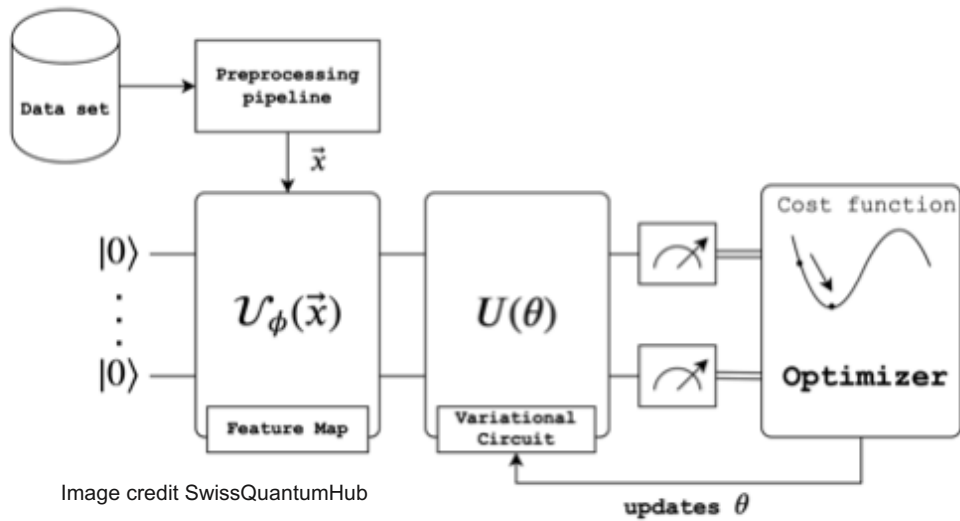 Data set
Preprocessing
pipeline
x⃗
Cost function
|0⟩
𝒰ϕ(x⃗)
U(θ)
|0⟩
Optimizer
Feature Map
Variational
Circuit
Image credit SwissQuantumHub
updates θ